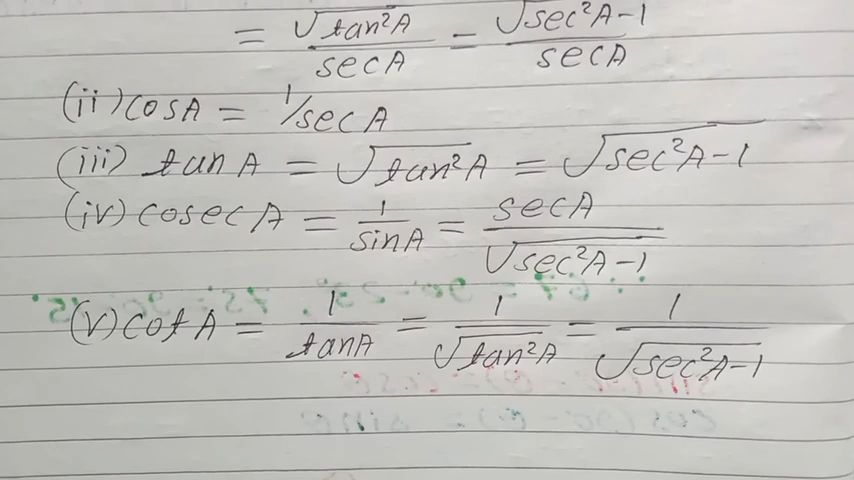 = √tan²A / secA = √sec²A-1 / secA
(ii) cosA = 1/secA
(iii) tanA = √tan²A = √sec²A-1
(iv) cosecA = 1/sinA = secA / √sec²A-1
(v) cotA = 1/tanA = 1/√tan²A = 1/√sec²A-1